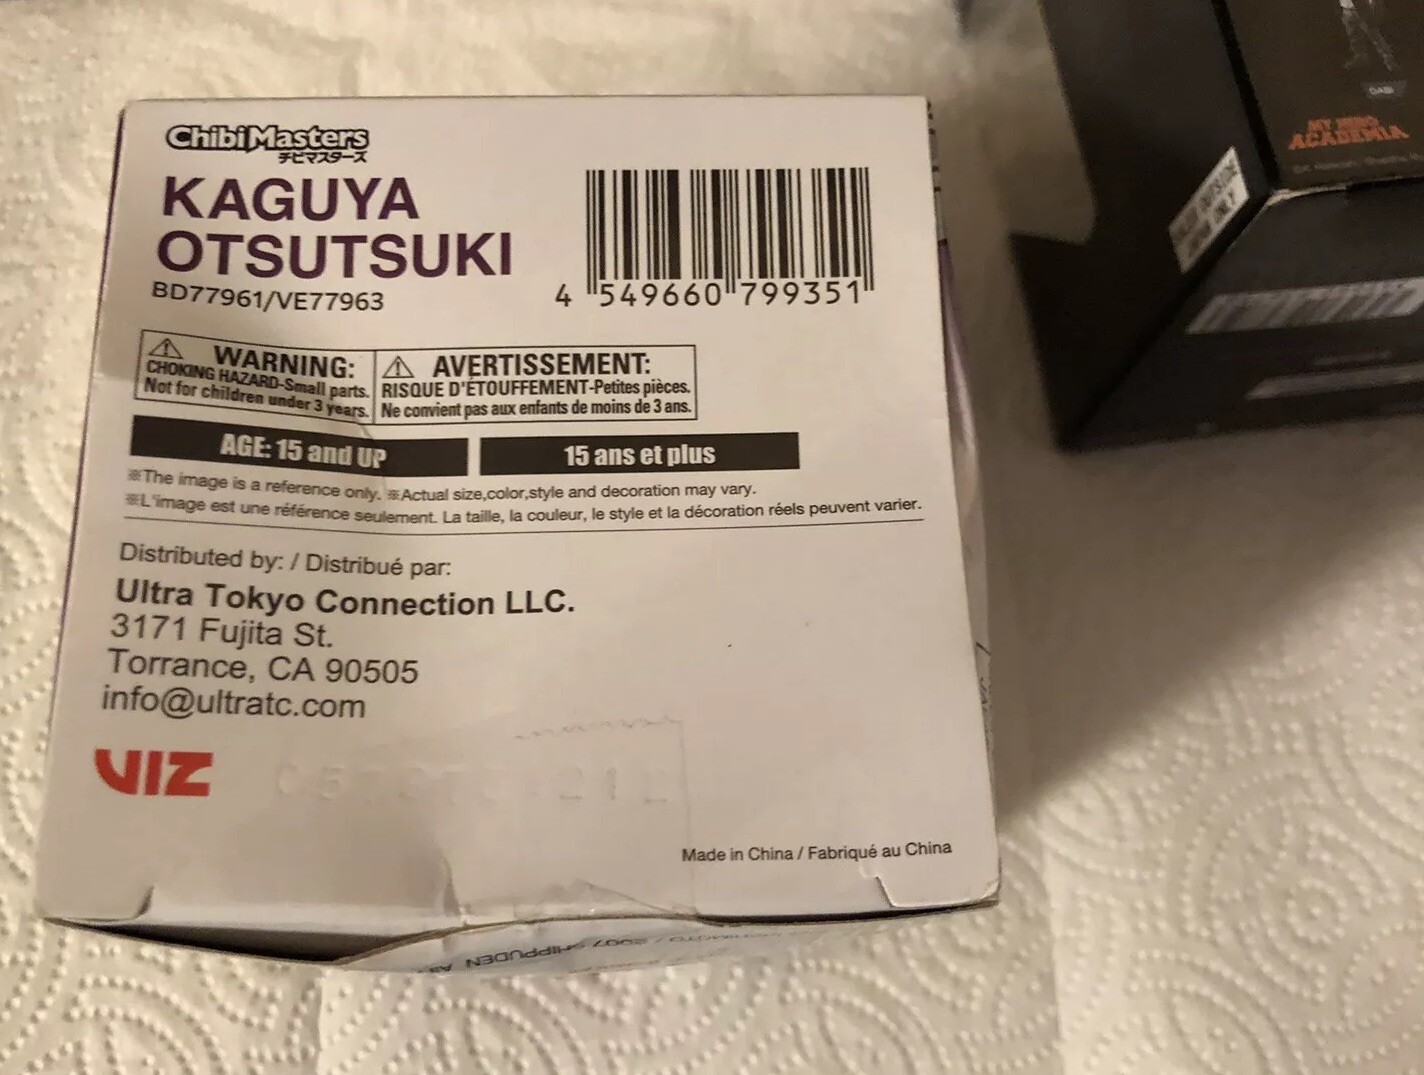 ChibiMasters
チビマスターズ
KAGUYA
OTSUTSUKI
BD77961/VE77963
4 549660 799351
WARNING:
CHOKING HAZARD-Small parts.
Not for children under 3 years.
AVERTISSEMENT:
RISQUE D'ÉTOUFFEMENT-Petites pièces.
Ne convient pas aux enfants de moins de 3 ans.
AGE: 15 and UP
15 ans et plus
※The image is a reference only. ※Actual size,color,style and decoration may vary.
※L'image est une référence seulement. La taille, la couleur, le style et la décoration réels peuvent varier.
Distributed by: / Distribué par:
Ultra Tokyo Connection LLC.
3171 Fujita St.
Torrance, CA 90505
info@ultratc.com
VIZ
Made in China / Fabriqué au China
2007 SHIPPUDEN
DABI
MY HERO
ACADEMIA